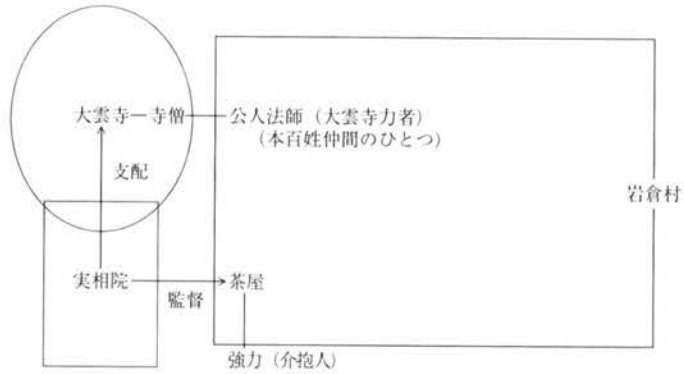 大雲寺 寺僧 公人法師(大雲寺力者)
(本百姓仲間のひとつ)
支配
岩倉村
実相院 茶屋
監督
強力(介抱人)